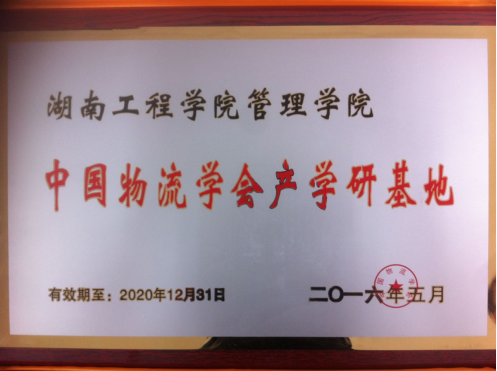 湖南工程学院管理学院
中国物流学会产学研基地
有效期至：2020年12月31日
二〇一六年五月